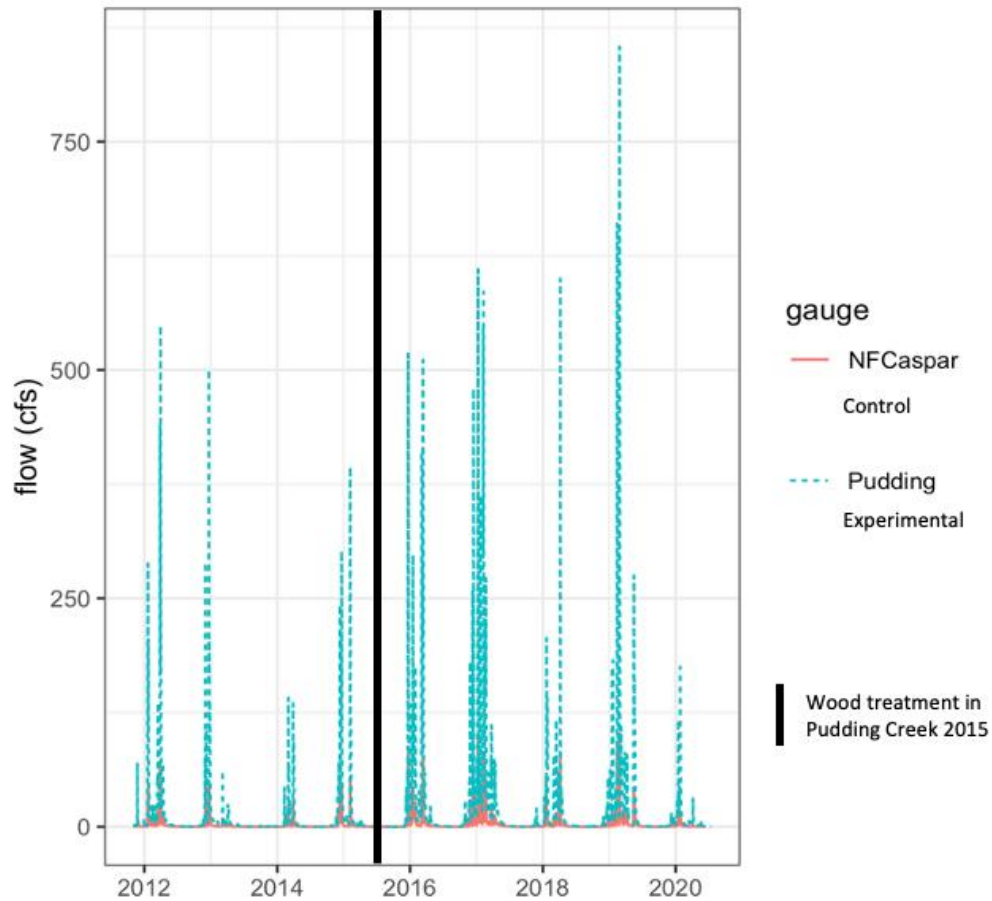 flow (cfs)
750
500
250
0
2012
2014
2016
2018
2020
gauge
NFCaspar
Control
Pudding
Experimental
Wood treatment in
Pudding Creek 2015